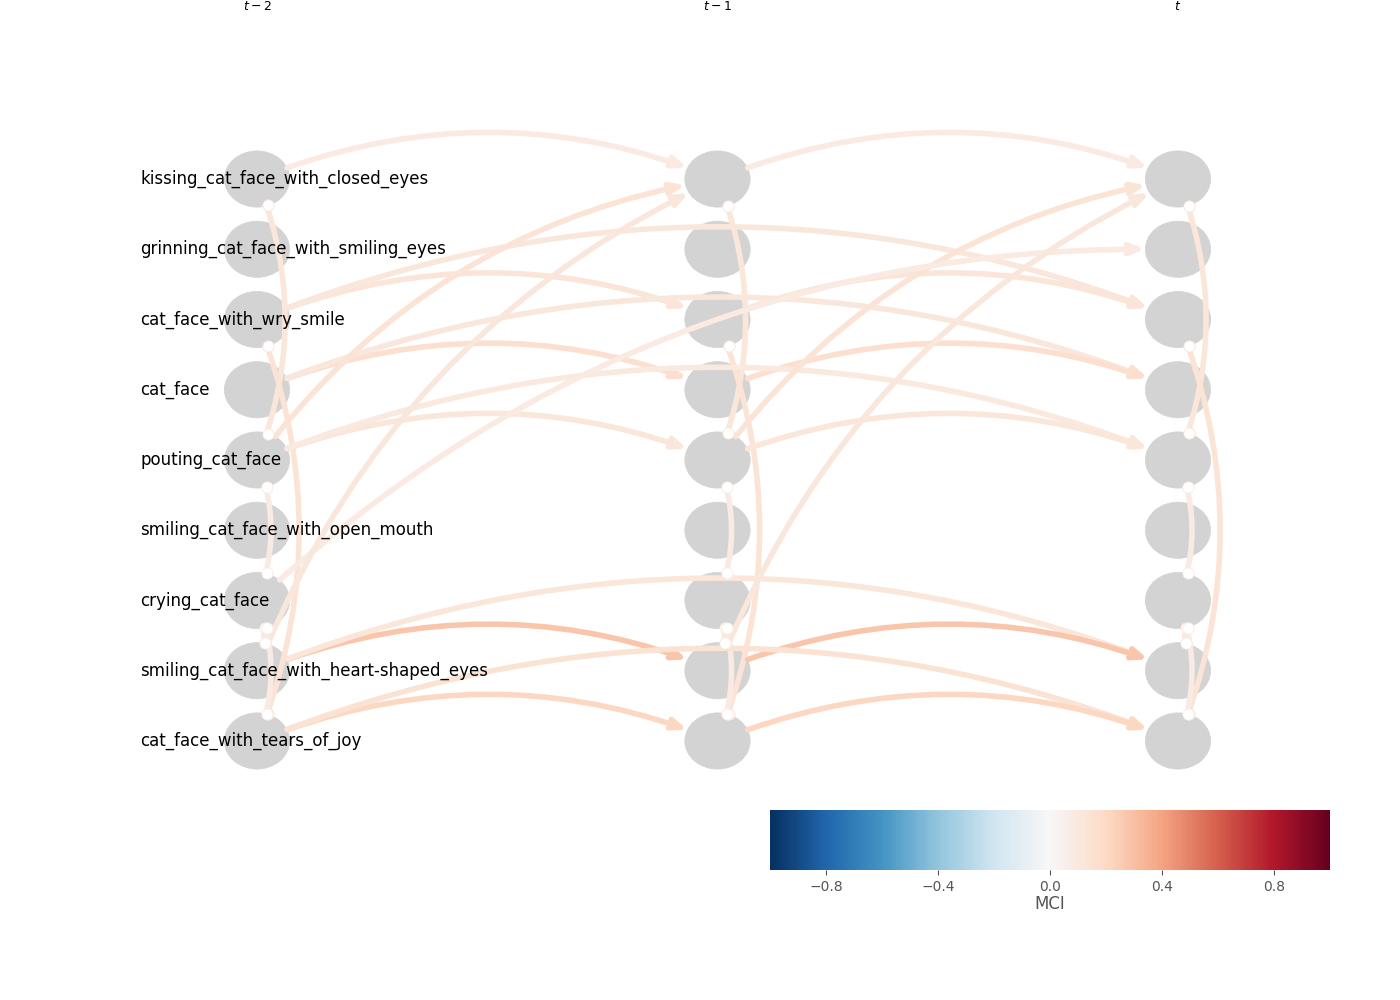 t − 2 t − 1 t
kissing_cat_face_with_closed_eyes
grinning_cat_face_with_smiling_eyes
cat_face_with_wry_smile
cat_face
pouting_cat_face
smiling_cat_face_with_open_mouth
crying_cat_face
smiling_cat_face_with_heart-shaped_eyes
cat_face_with_tears_of_joy
−0.8 −0.4 0.0 0.4 0.8
MCI